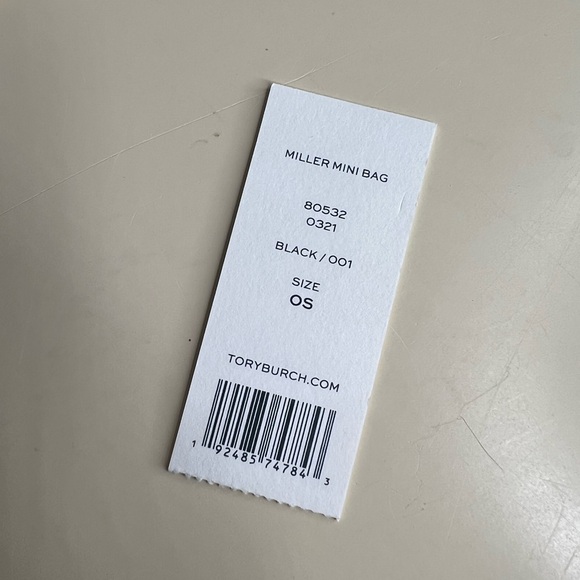 MILLER MINI BAG
80532
0321
BLACK / 001
SIZE
OS
TORYBURCH.COM
1 92485 74784 3